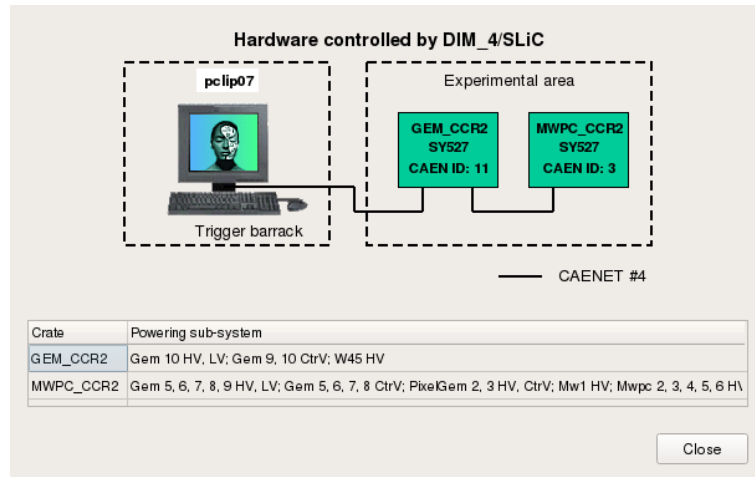 Hardware controlled by DIM_4/SLiC
pclip07
Experimental area
GEM_CCR2
SY527
CAEN ID: 11
MWPC_CCR2
SY527
CAEN ID: 3
Trigger barrack
CAENET #4
Crate Powering sub-system
GEM_CCR2 Gem 10 HV, LV; Gem 9, 10 CtrV; W45 HV
MWPC_CCR2 Gem 5, 6, 7, 8, 9 HV, LV; Gem 5, 6, 7, 8 CtrV; PixelGem 2, 3 HV, CtrV; Mw1 HV; Mwpc 2, 3, 4, 5, 6 HV
Close